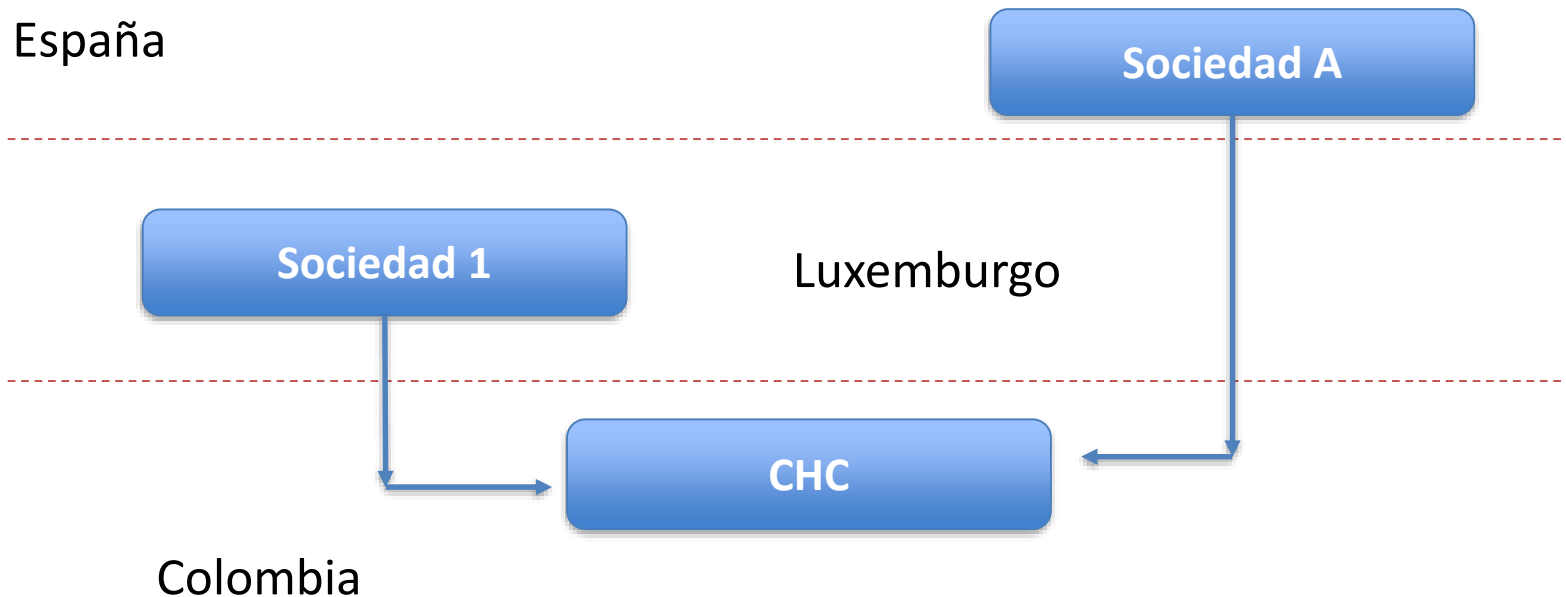 España
Sociedad A
Sociedad 1
Luxemburgo
CHC
Colombia